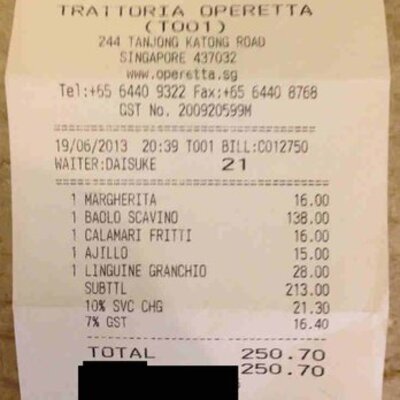 TRATTORIA OPERETTA
(T001)
244 TANJONG KATONG ROAD
SINGAPORE 437032
www.operetta.sg
Tel:+65 6440 9322 Fax:+65 6440 8768
GST No. 200920599M
19/06/2013 20:39 T001 BILL:C012750
WAITER:DAISUKE 21
1 MARGHERITA 16.00
1 BAOLO SCAVINO 138.00
1 CALAMARI FRITTI 16.00
1 AJILLO 15.00
1 LINGUINE GRANCHIO 28.00
SUBTTL 213.00
10% SVC CHG 21.30
7% GST 16.40
TOTAL 250.70
250.70